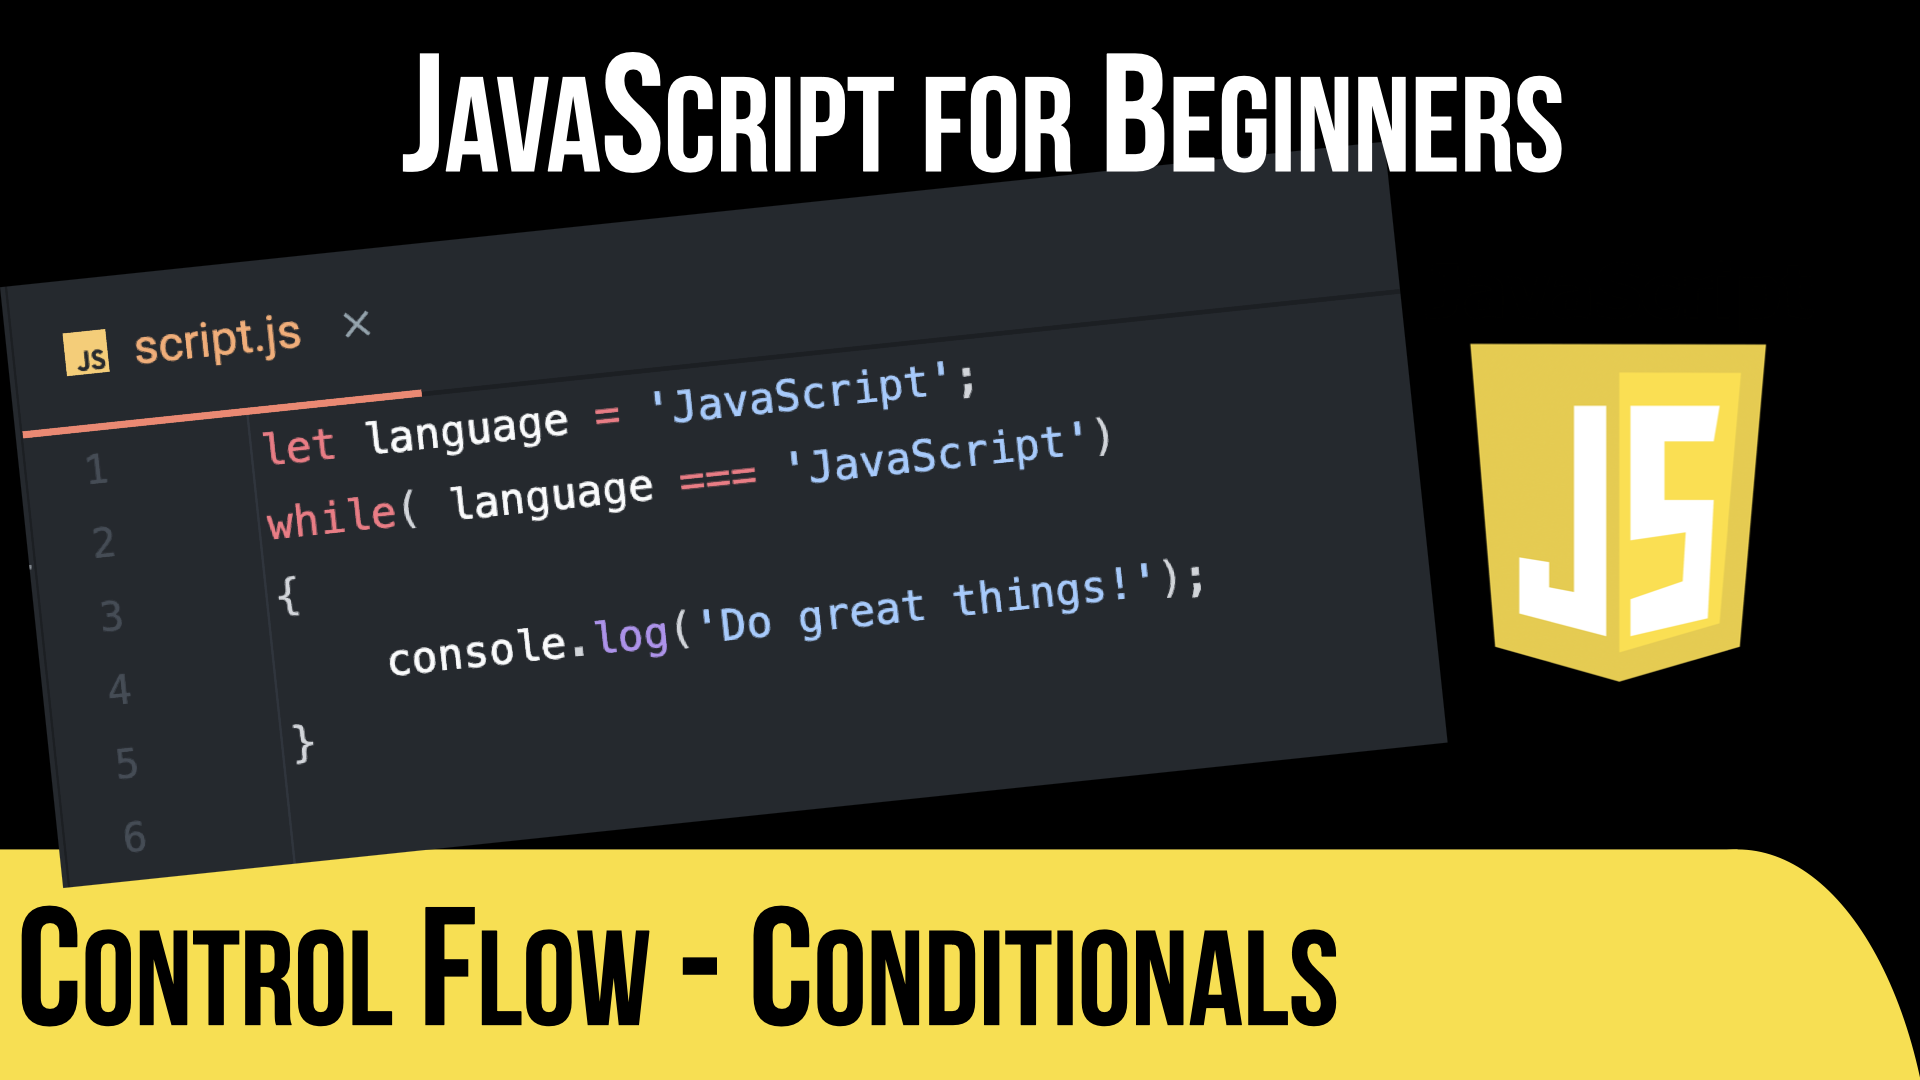 JavaScript for Beginners
JS script.js ×
1 let language = 'JavaScript';
2 while( language === 'JavaScript')
3 {
4 console.log('Do great things!');
5 }
6
JS
Control Flow - Conditionals